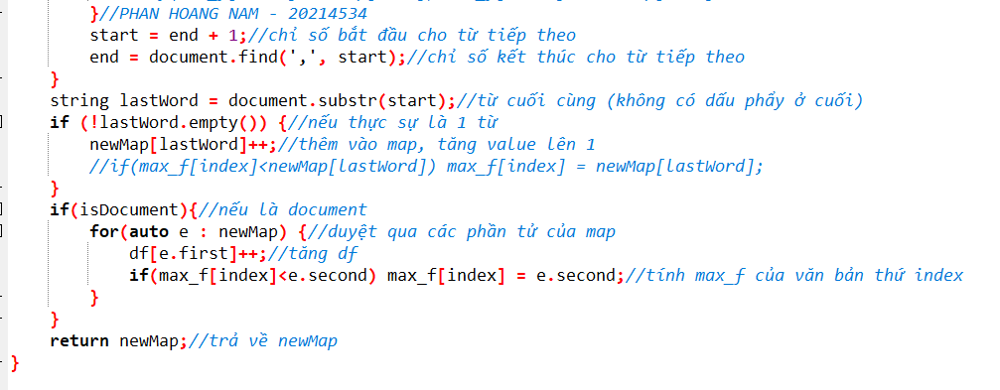 }//PHAN HOANG NAM - 20214534
start = end + 1;//chỉ số bắt đầu cho từ tiếp theo
end = document.find(',', start);//chỉ số kết thúc cho từ tiếp theo
}
string lastWord = document.substr(start);//từ cuối cùng (không có dấu phẩy ở cuối)
if (!lastWord.empty()) {//nếu thực sự là 1 từ
newMap[lastWord]++;//thêm vào map, tăng value lên 1
//if(max_f[index]<newMap[lastWord]) max_f[index] = newMap[lastWord];
}
if(isDocument){//nếu là document
for(auto e : newMap) {//duyệt qua các phần tử của map
df[e.first]++;//tăng df
if(max_f[index]<e.second) max_f[index] = e.second;//tính max_f của văn bản thứ index
}
}
return newMap;//trả về newMap
}